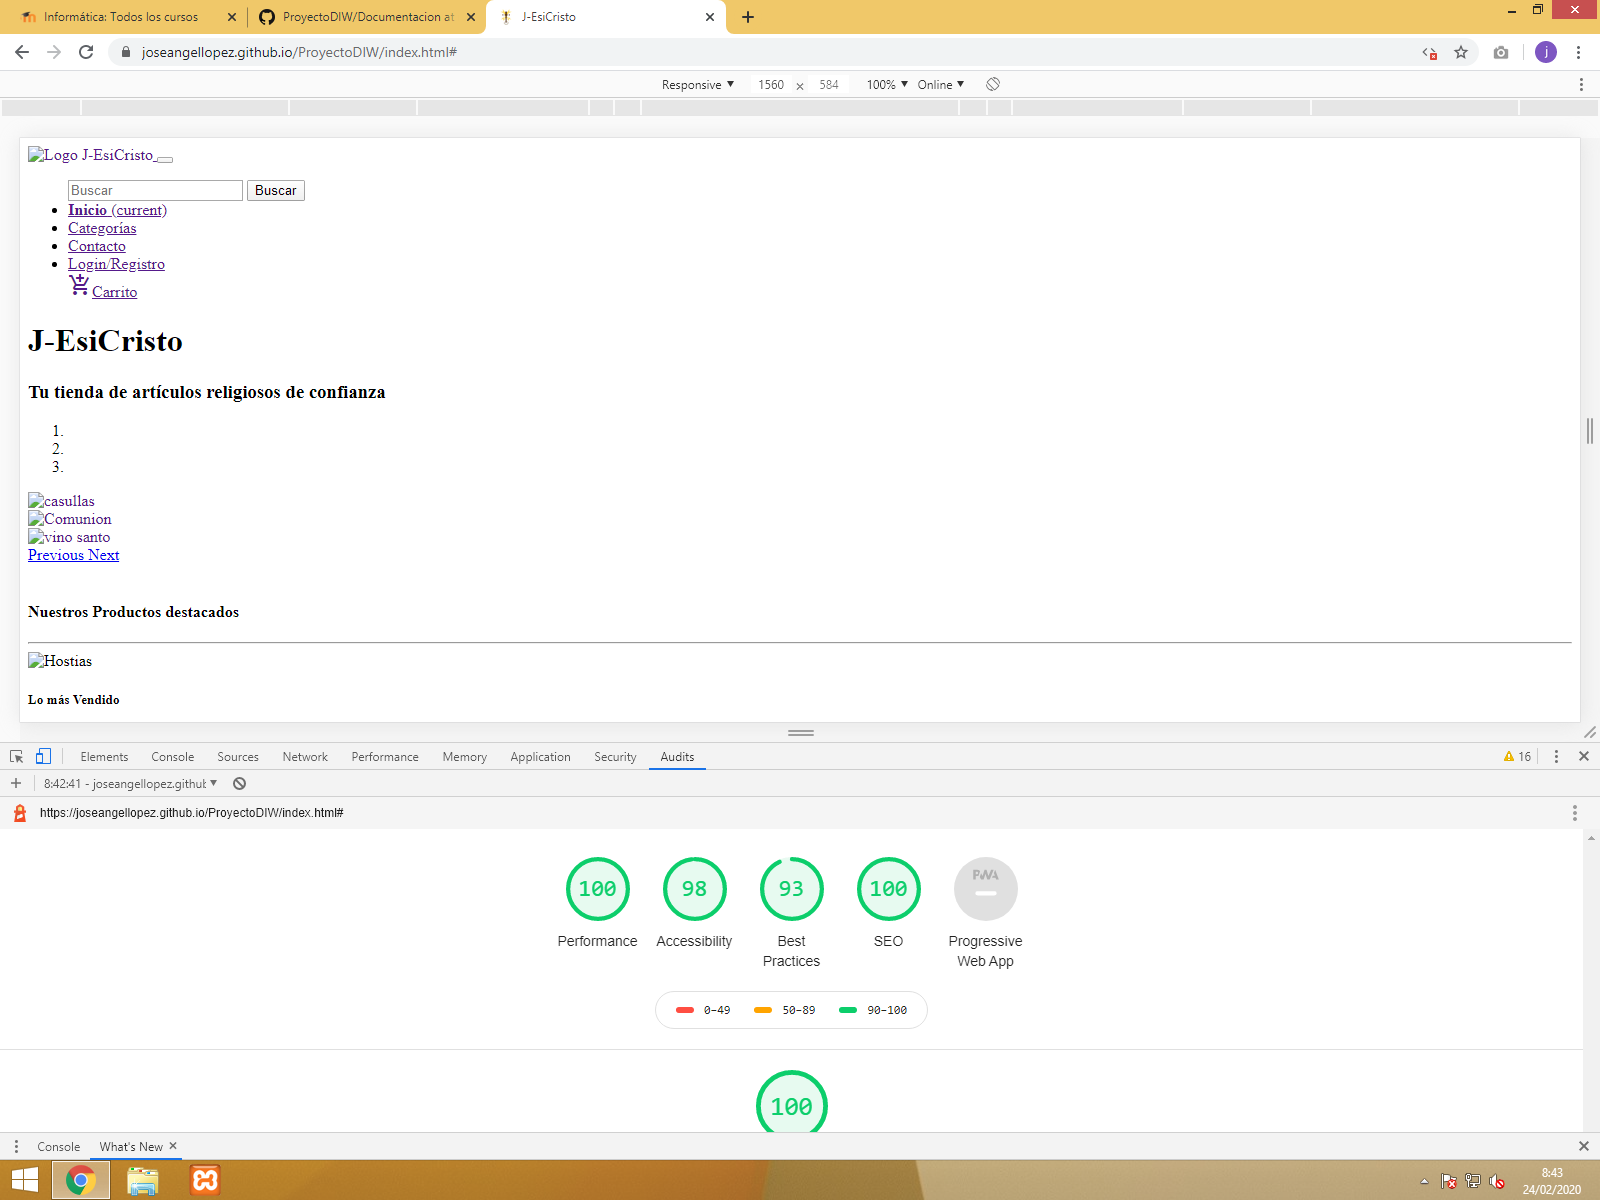 Informática: Todos los cursos
ProyectoDIW/Documentacion at
J-EsiCristo
joseangellopez.github.io/ProyectoDIW/index.html#
j
Responsive ▼ 1560 × 584 100% ▼ Online ▼
Logo J-EsiCristo
Buscar Buscar
Inicio (current)
Categorías
Contacto
Login/Registro
Carrito
J-EsiCristo
Tu tienda de artículos religiosos de confianza
1.
2.
3.
casullas
Comunion
vino santo
Previous Next
Nuestros Productos destacados
Hostias
Lo más Vendido
Elements Console Sources Network Performance Memory Application Security Audits 16
8:42:41 - joseangellopez.github ▼
https://joseangellopez.github.io/ProyectoDIW/index.html#
100 98 93 100 PWA
Performance Accessibility Best Practices SEO Progressive Web App
0–49 50–89 90–100
100
Console What's New
8:43
24/02/2020